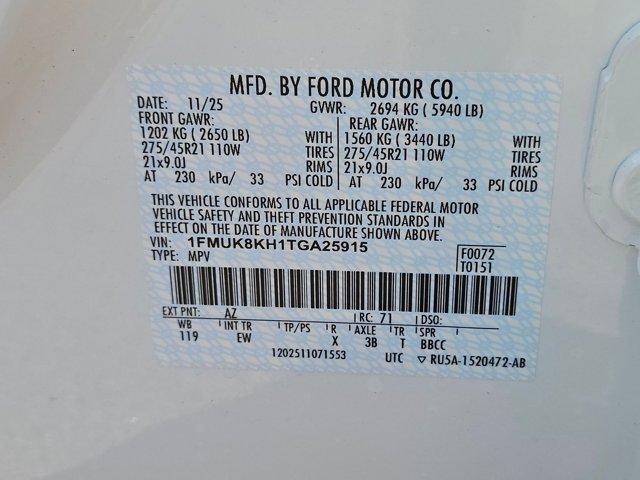 MFD. BY FORD MOTOR CO.
DATE: 11/25 GVWR: 2694 KG ( 5940 LB)
FRONT GAWR: REAR GAWR:
1202 KG ( 2650 LB) WITH 1560 KG ( 3440 LB) WITH
275/45R21 110W TIRES 275/45R21 110W TIRES
21x9.0J RIMS 21x9.0J RIMS
AT 230 kPa/ 33 PSI COLD AT 230 kPa/ 33 PSI COLD
THIS VEHICLE CONFORMS TO ALL APPLICABLE FEDERAL MOTOR
VEHICLE SAFETY AND THEFT PREVENTION STANDARDS IN
EFFECT ON THE DATE OF MANUFACTURE SHOWN ABOVE.
VIN: 1FMUK8KH1TGA25915 F0072
TYPE: MPV T0151
EXT PNT: AZ RC: 71 DSO:
WB INT TR TP/PS R AXLE TR SPR
119 EW X 3B T BBCC
1202511071553 UTC ▽ RU5A-1520472-AB